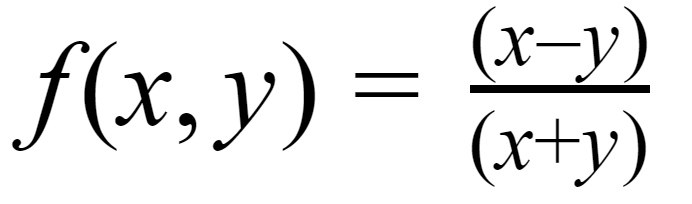 f(x, y) = (x−y)/(x+y)